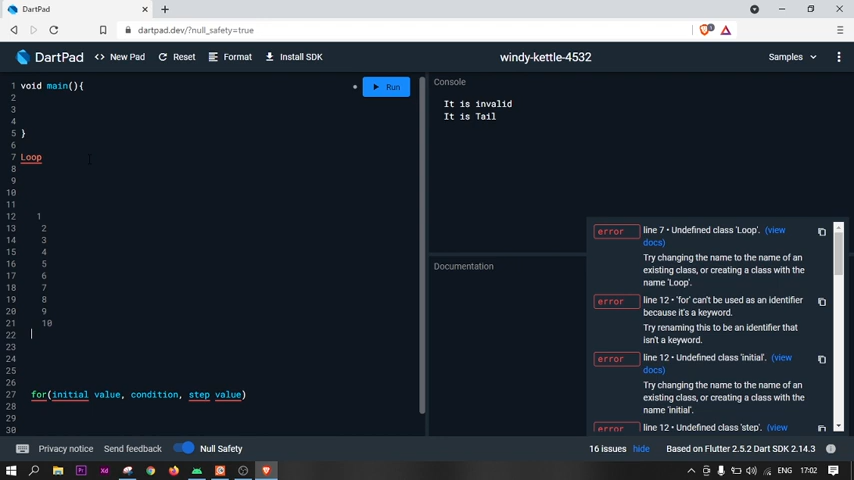 DartPad
dartpad.dev/?null_safety=true
DartPad
<> New Pad
Reset
Format
Install SDK
windy-kettle-4532
Samples
1 void main(){
2
3
4
5 }
6
7 Loop
8
9
10
11
12 1
13 2
14 3
15 4
16 5
17 6
18 7
19 8
20 9
21 10
22
23
24
25
26
27 for(initial value, condition, step value)
28
29
30
Run
Console
It is invalid
It is Tail
Documentation
error line 7 • Undefined class 'Loop'. (view
docs)
Try changing the name to the name of an
existing class, or creating a class with the
name 'Loop'.
error line 12 • 'for' can't be used as an identifier
because it's a keyword.
Try renaming this to be an identifier that
isn't a keyword.
error line 12 • Undefined class 'initial'. (view
docs)
Try changing the name to the name of an
existing class, or creating a class with the
name 'initial'.
error line 12 • Undefined class 'step'. (view
Privacy notice
Send feedback
Null Safety
16 issues hide
Based on Flutter 2.5.2 Dart SDK 2.14.3
ENG
17:02